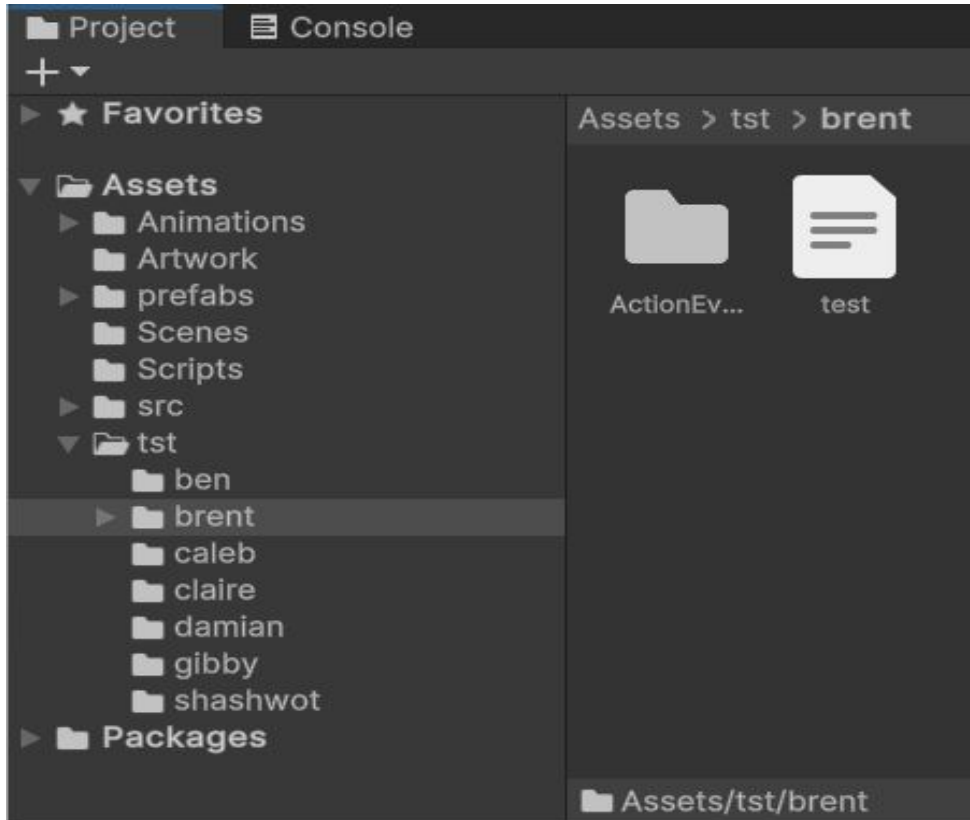 Project Console
Favorites
Assets
Animations
Artwork
prefabs
Scenes
Scripts
src
tst
ben
brent
caleb
claire
damian
gibby
shashwot
Packages
Assets > tst > brent
ActionEv... test
Assets/tst/brent